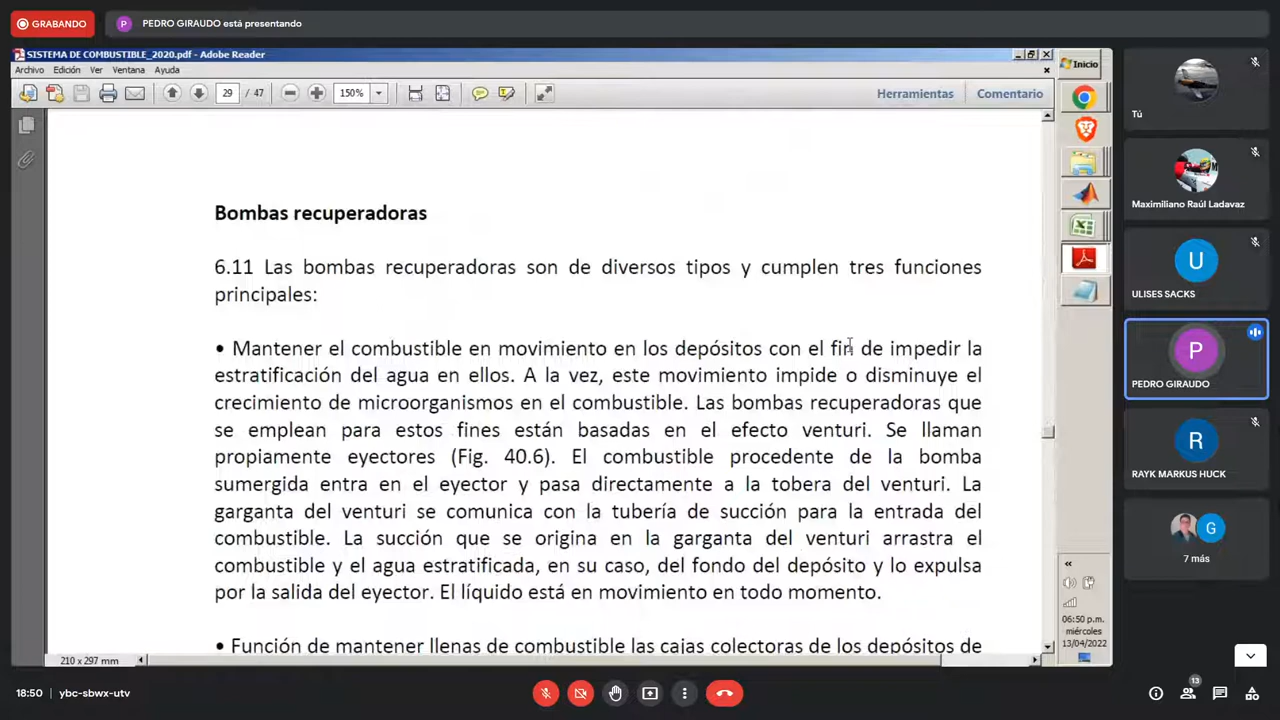 GRABANDO
P PEDRO GIRAUDO está presentando
SISTEMA DE COMBUSTIBLE_2020.pdf - Adobe Reader
Archivo Edición Ver Ventana Ayuda
29 / 47 150% Herramientas Comentario
Bombas recuperadoras
6.11 Las bombas recuperadoras son de diversos tipos y cumplen tres funciones
principales:
• Mantener el combustible en movimiento en los depósitos con el fin de impedir la
estratificación del agua en ellos. A la vez, este movimiento impide o disminuye el
crecimiento de microorganismos en el combustible. Las bombas recuperadoras que
se emplean para estos fines están basadas en el efecto venturi. Se llaman
propiamente eyectores (Fig. 40.6). El combustible procedente de la bomba
sumergida entra en el eyector y pasa directamente a la tobera del venturi. La
garganta del venturi se comunica con la tubería de succión para la entrada del
combustible. La succión que se origina en la garganta del venturi arrastra el
combustible y el agua estratificada, en su caso, del fondo del depósito y lo expulsa
por la salida del eyector. El líquido está en movimiento en todo momento.
• Función de mantener llenas de combustible las cajas colectoras de los depósitos de
210 x 297 mm
Inicio
«
06:50 p.m.
miércoles
13/04/2022
Tú
Maximiliano Raúl Ladavaz
U
ULISES SACKS
P
PEDRO GIRAUDO
R
RAYK MARKUS HUCK
G
7 más
18:50 ybc-sbwx-utv
13